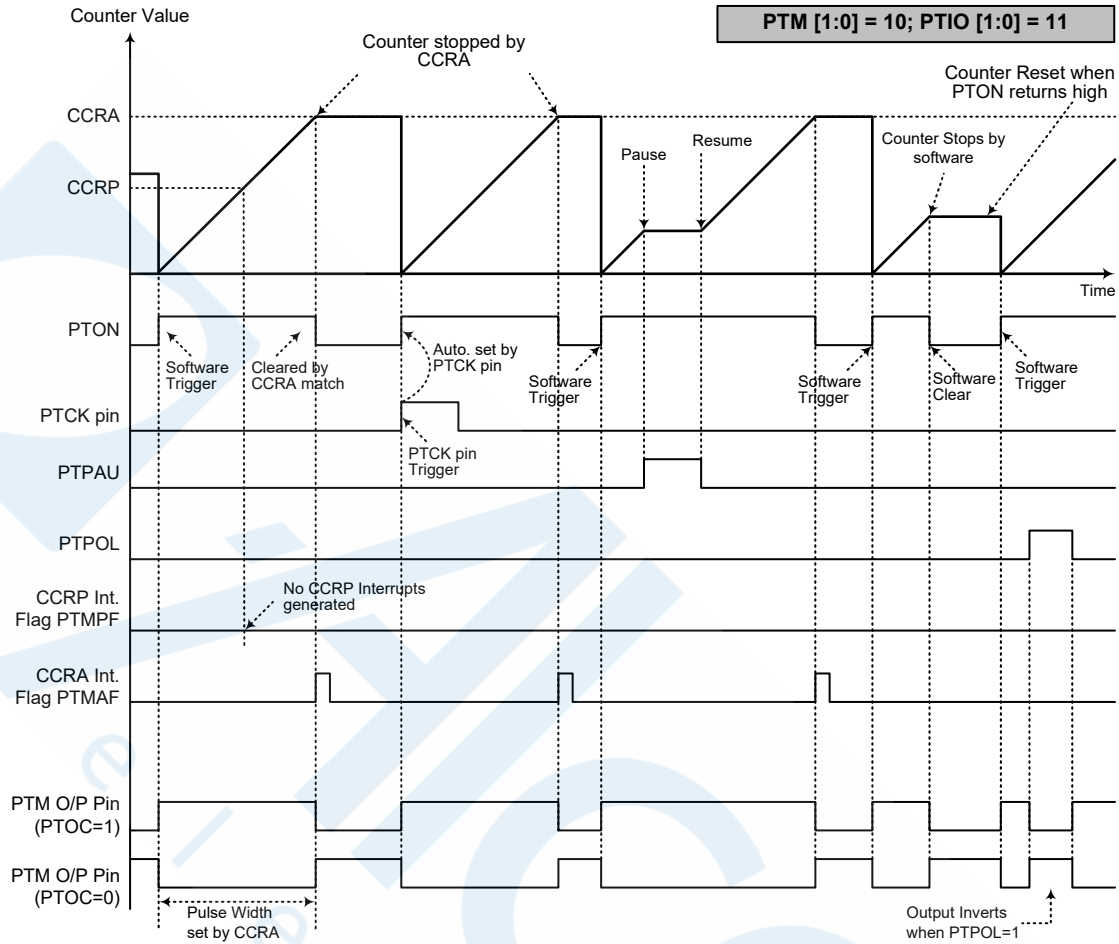 Counter Value
PTM [1:0] = 10; PTIO [1:0] = 11
Counter stopped by
CCRA
Counter Reset when
PTON returns high
CCRA
CCRP
Pause
Resume
Counter Stops by
software
Time
PTON
Software
Trigger
Cleared by
CCRA match
Auto. set by
PTCK pin
Software
Trigger
Software
Trigger
Software
Clear
Software
Trigger
PTCK pin
PTCK pin
Trigger
PTPAU
PTPOL
CCRP Int.
Flag PTMPF
No CCRP Interrupts
generated
CCRA Int.
Flag PTMAF
PTM O/P Pin
(PTOC=1)
PTM O/P Pin
(PTOC=0)
Pulse Width
set by CCRA
Output Inverts
when PTPOL=1